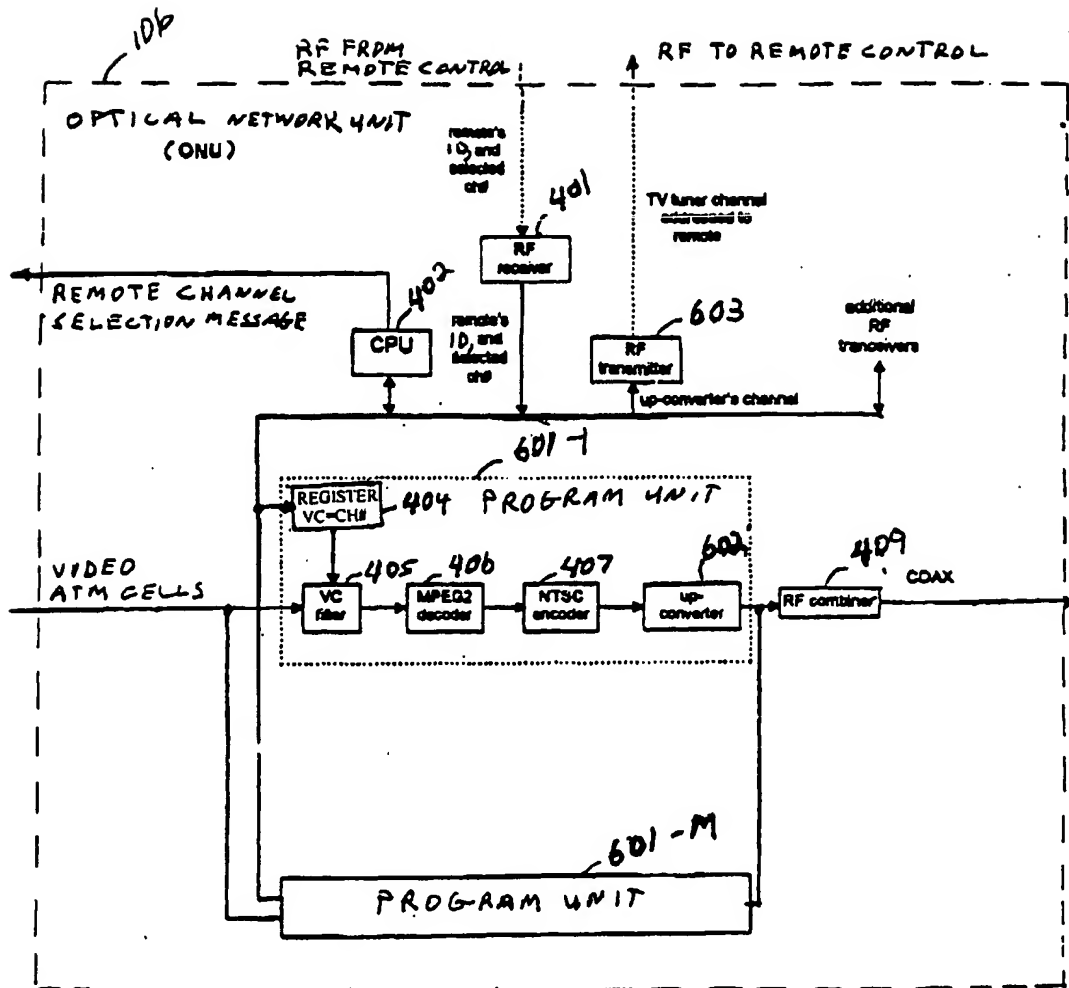 106
RF FROM
REMOTE CONTROL
RF TO REMOTE CONTROL
OPTICAL NETWORK UNIT
(ONU)
remote's
ID, and
selected
ch#
401
RF
receiver
TV tuner channel
addressed to
remote
402
REMOTE CHANNEL
SELECTION MESSAGE
CPU
remote's
ID, and
selected
ch#
603
RF
transmitter
additional
RF
tranceivers
up-converter's channel
601-1
REGISTER
VC=CH#
404
PROGRAM UNIT
VIDEO
ATM CELLS
405
VC
filter
406
MPEG2
decoder
407
NTSC
encoder
602
up-
converter
409
RF combiner
COAX
601-M
PROGRAM UNIT